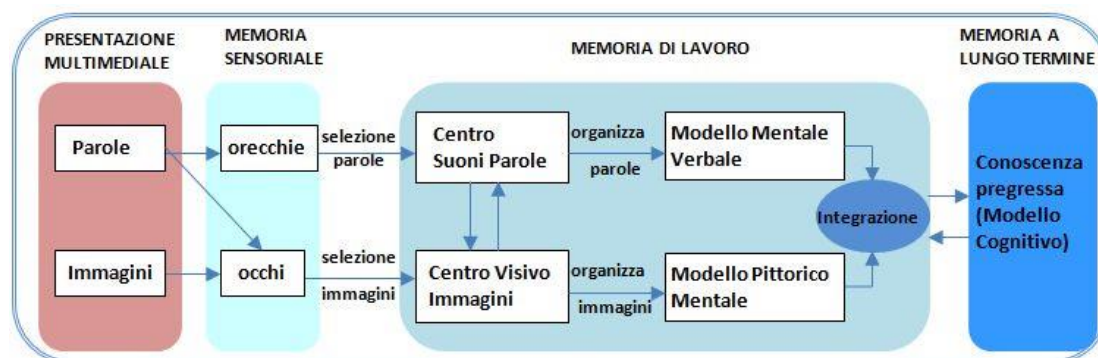 PRESENTAZIONE
MULTIMEDIALE
MEMORIA
SENSORIALE
MEMORIA DI LAVORO
MEMORIA A
LUNGO TERMINE
Parole
orecchie
selezione
parole
Centro
Suoni Parole
organizza
parole
Modello Mentale
Verbale
Integrazione
Conoscenza
pregressa
(Modello
Cognitivo)
Immagini
occhi
selezione
immagini
Centro Visivo
Immagini
organizza
immagini
Modello Pittorico
Mentale